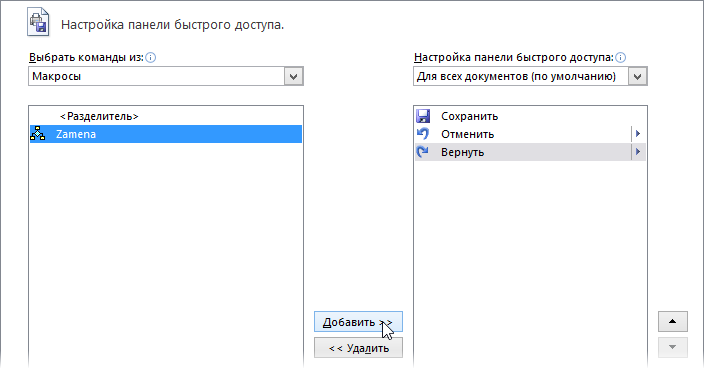 Настройка панели быстрого доступа.
Выбрать команды из:
Макросы
<Разделитель>
Zamena
Добавить >>
<< Удалить
Настройка панели быстрого доступа:
Для всех документов (по умолчанию)
Сохранить
Отменить
Вернуть